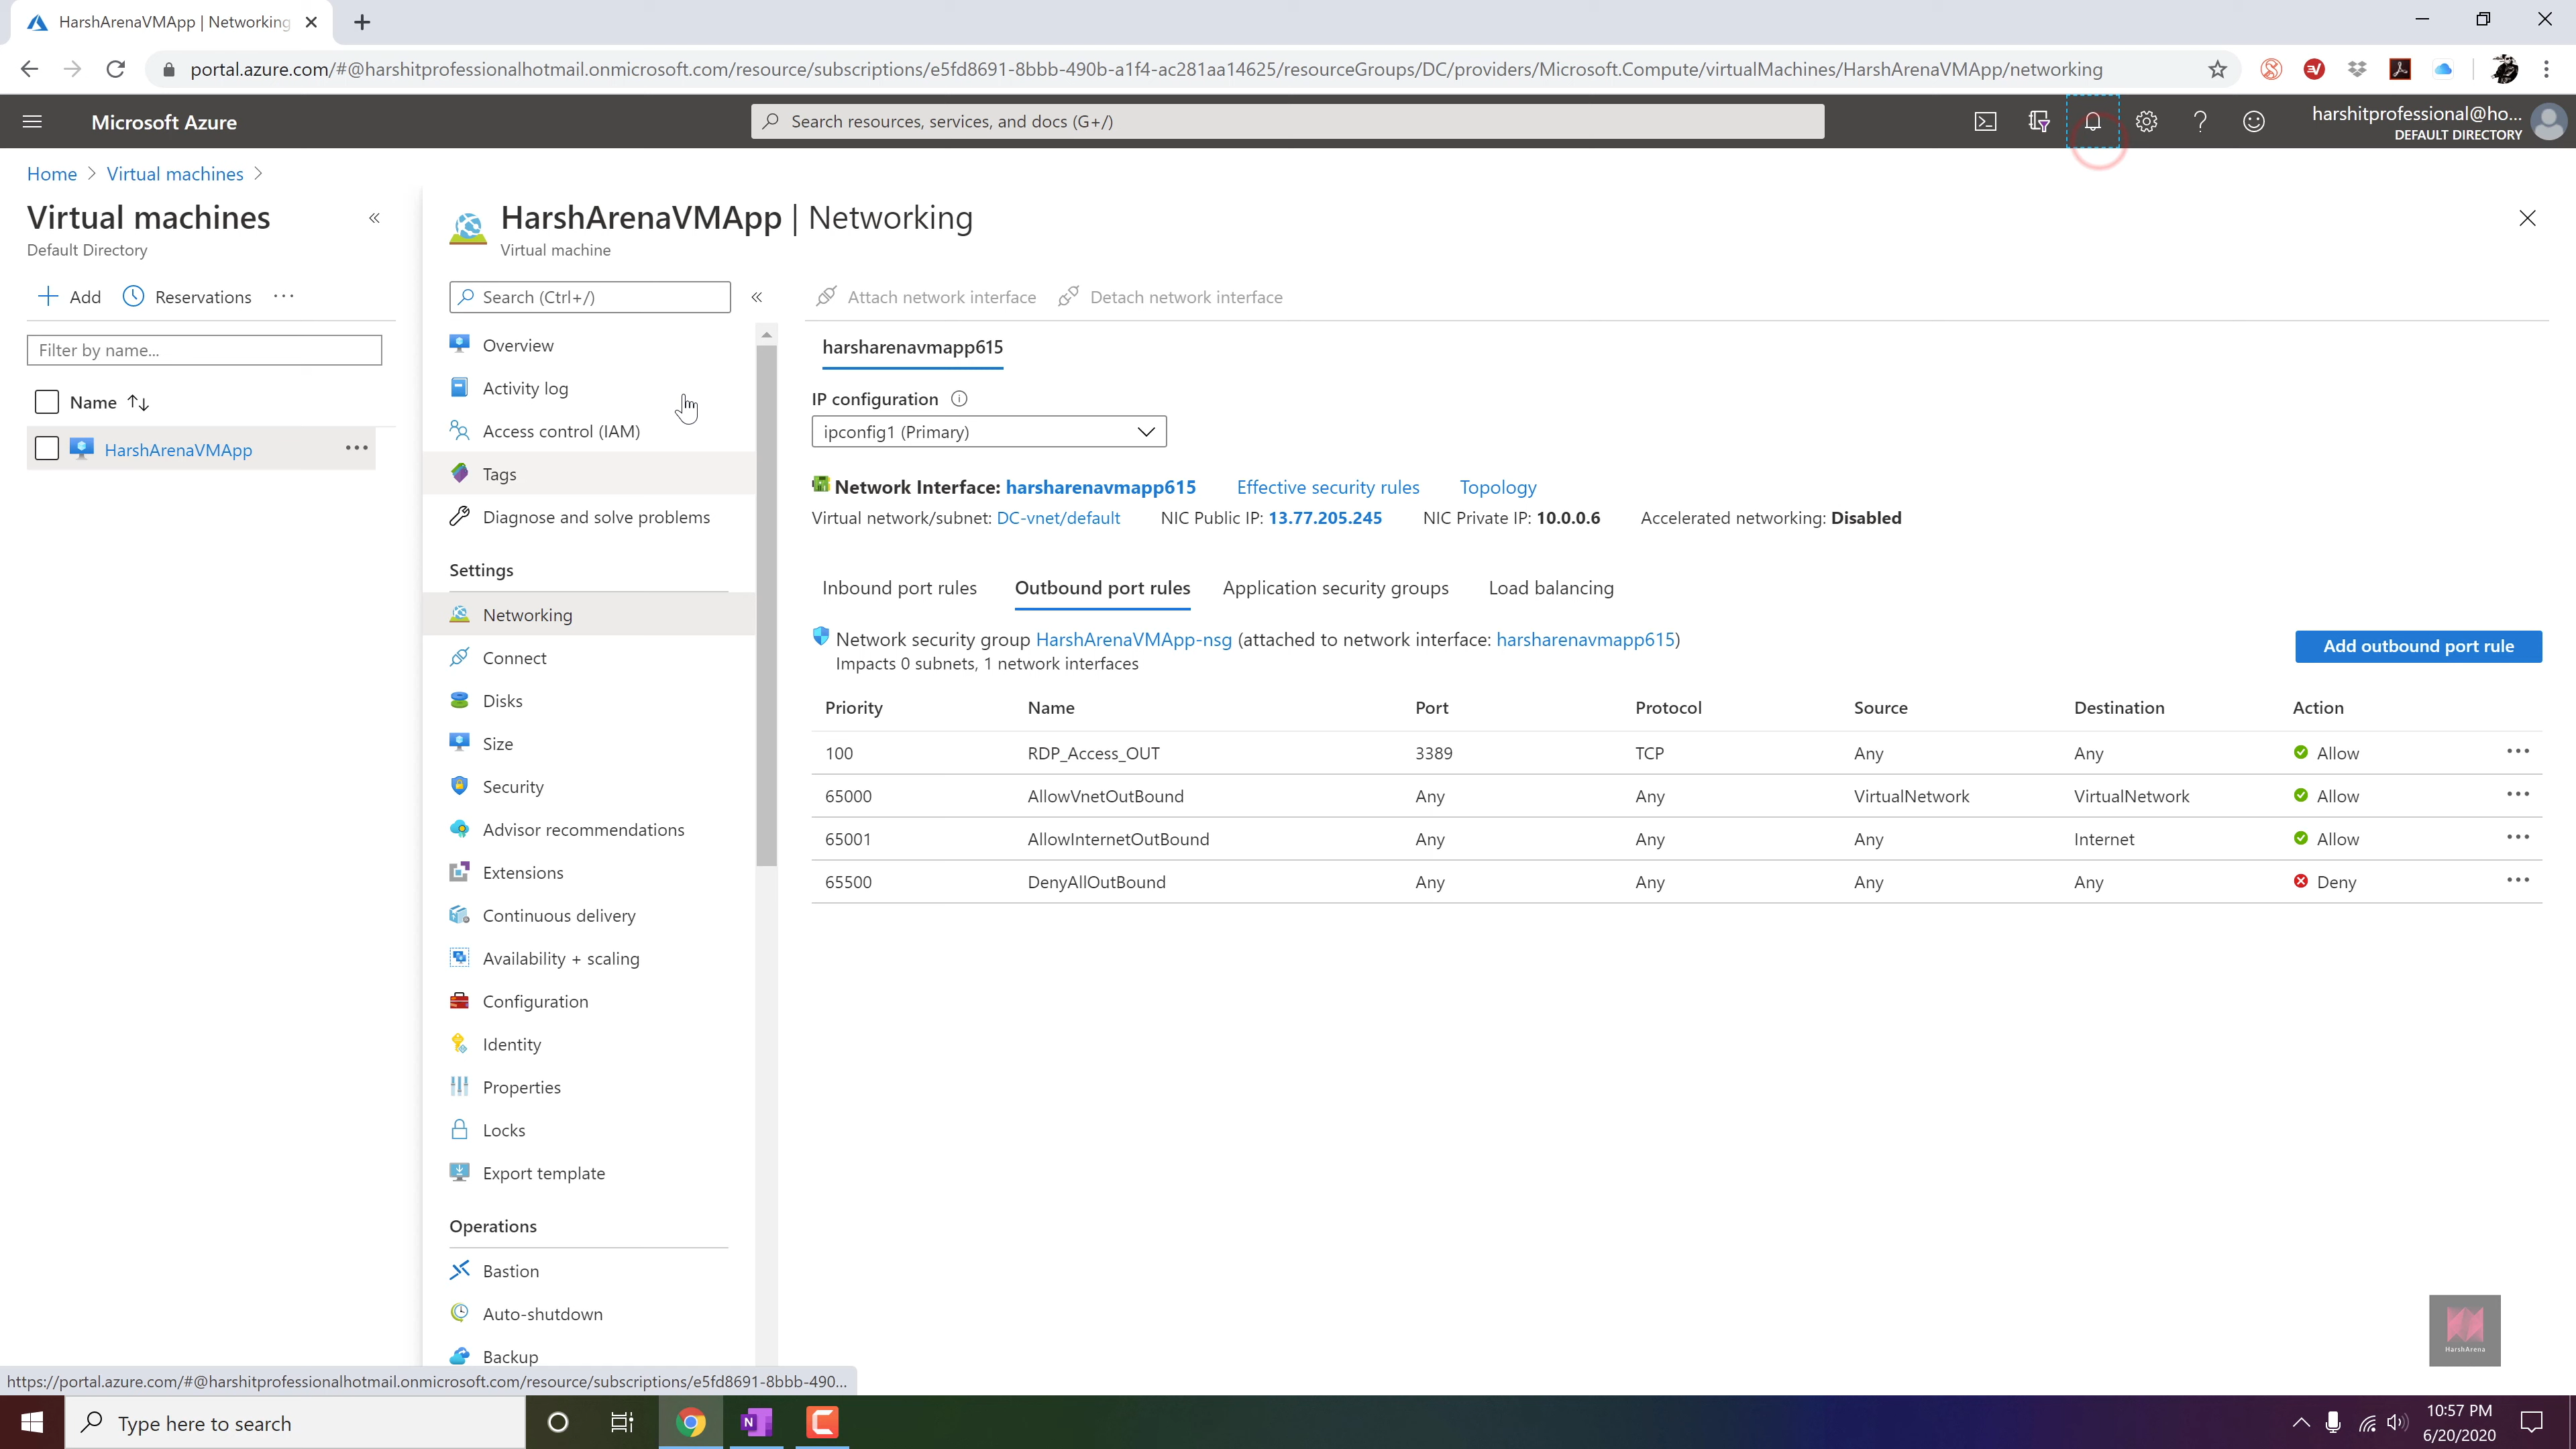 HarshArenaVMApp | Networking
portal.azure.com/#@harshitprofessionalhotmail.onmicrosoft.com/resource/subscriptions/e5fd8691-8bbb-490b-a1f4-ac281aa14625/resourceGroups/DC/providers/Microsoft.Compute/virtualMachines/HarshArenaVMApp/networking
Microsoft Azure
Search resources, services, and docs (G+/)
harshitprofessional@ho...
DEFAULT DIRECTORY
Home > Virtual machines >
Virtual machines
Default Directory
Add Reservations ...
Filter by name...
Name
HarshArenaVMApp ...
HarshArenaVMApp | Networking
Virtual machine
Search (Ctrl+/)
Overview
Activity log
Access control (IAM)
Tags
Diagnose and solve problems
Settings
Networking
Connect
Disks
Size
Security
Advisor recommendations
Extensions
Continuous delivery
Availability + scaling
Configuration
Identity
Properties
Locks
Export template
Operations
Bastion
Auto-shutdown
Backup
Attach network interface Detach network interface
harsharenavmapp615
IP configuration
ipconfig1 (Primary)
Network Interface: harsharenavmapp615 Effective security rules Topology
Virtual network/subnet: DC-vnet/default NIC Public IP: 13.77.205.245 NIC Private IP: 10.0.0.6 Accelerated networking: Disabled
Inbound port rules Outbound port rules Application security groups Load balancing
Network security group HarshArenaVMApp-nsg (attached to network interface: harsharenavmapp615)
Impacts 0 subnets, 1 network interfaces
Add outbound port rule
Priority Name Port Protocol Source Destination Action
100 RDP_Access_OUT 3389 TCP Any Any Allow ...
65000 AllowVnetOutBound Any Any VirtualNetwork VirtualNetwork Allow ...
65001 AllowInternetOutBound Any Any Any Internet Allow ...
65500 DenyAllOutBound Any Any Any Any Deny ...
HarshArena
https://portal.azure.com/#@harshitprofessionalhotmail.onmicrosoft.com/resource/subscriptions/e5fd8691-8bbb-490...
Type here to search
10:57 PM
6/20/2020